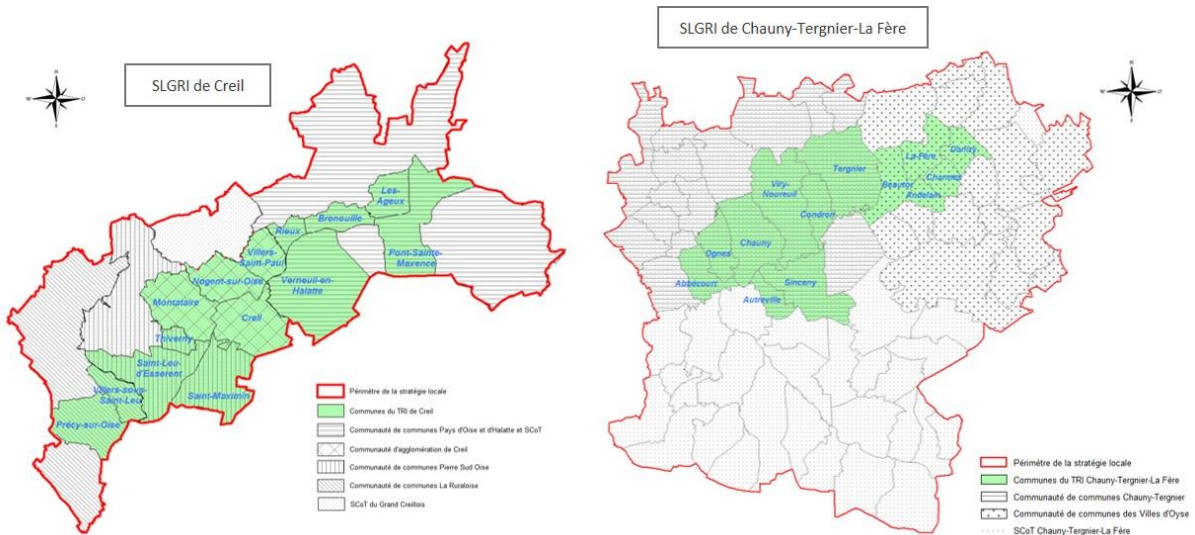 SLGRI de Creil
N
W
O
S
Les-
Ageux
Brenouille
Rieux
Villers-
Saint-Paul
Pont-Sainte-
Maxence
Nogent-sur-Oise
Verneuil-en-
Halatte
Montataire
Creil
Thiverny
Saint-Leu-
d'Esserent
Villers-sous-
Saint-Leu
Saint-Maximin
Précy-sur-Oise
Périmètre de la stratégie locale
Communes du TRI de Creil
Communauté de communes Pays d'Oise et d'Halatte et SCoT
Communauté d'agglomération de Creil
Communauté de communes Pierre Sud Oise
Communauté de communes La Ruraloise
SCoT du Grand Creillois
SLGRI de Chauny-Tergnier-La Fère
N
W
O
S
Danizy
La-Fère
Tergnier
Charmes
Beautor
Andelain
Viry-
Noureuil
Condren
Chauny
Ognes
Abbécourt
Sinceny
Autreville
Périmètre de la stratégie locale
Communes du TRI Chauny-Tergnier-La Fère
Communauté de communes Chauny-Tergnier
Communauté de communes des Villes d'Oyse
SCoT Chauny-Tergnier-La Fère